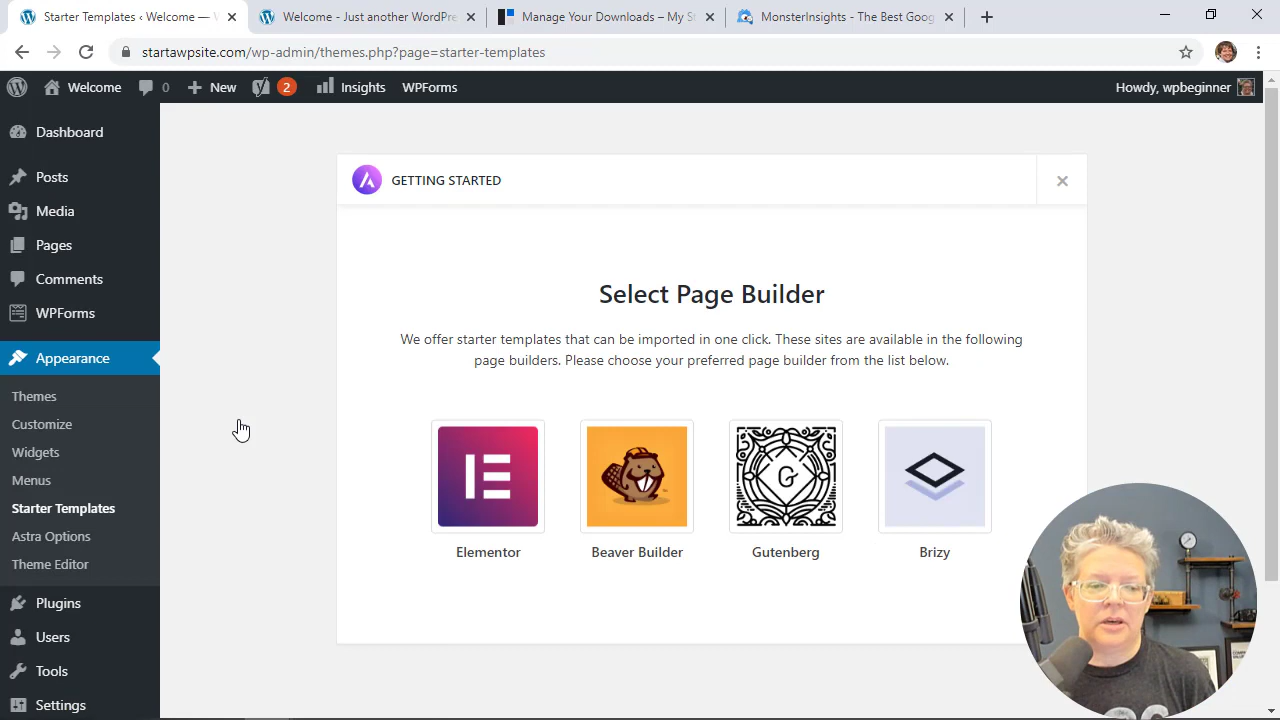 Starter Templates ‹ Welcome —
Welcome - Just another WordPre
Manage Your Downloads – My S
MonsterInsights - The Best Goog
startawpsite.com/wp-admin/themes.php?page=starter-templates
Welcome
0
New
2
Insights
WPForms
Howdy, wpbeginner
Dashboard
Posts
Media
Pages
Comments
WPForms
Appearance
Themes
Customize
Widgets
Menus
Starter Templates
Astra Options
Theme Editor
Plugins
Users
Tools
Settings
GETTING STARTED
Select Page Builder
We offer starter templates that can be imported in one click. These sites are available in the following
page builders. Please choose your preferred page builder from the list below.
G
Elementor
Beaver Builder
Gutenberg
Brizy